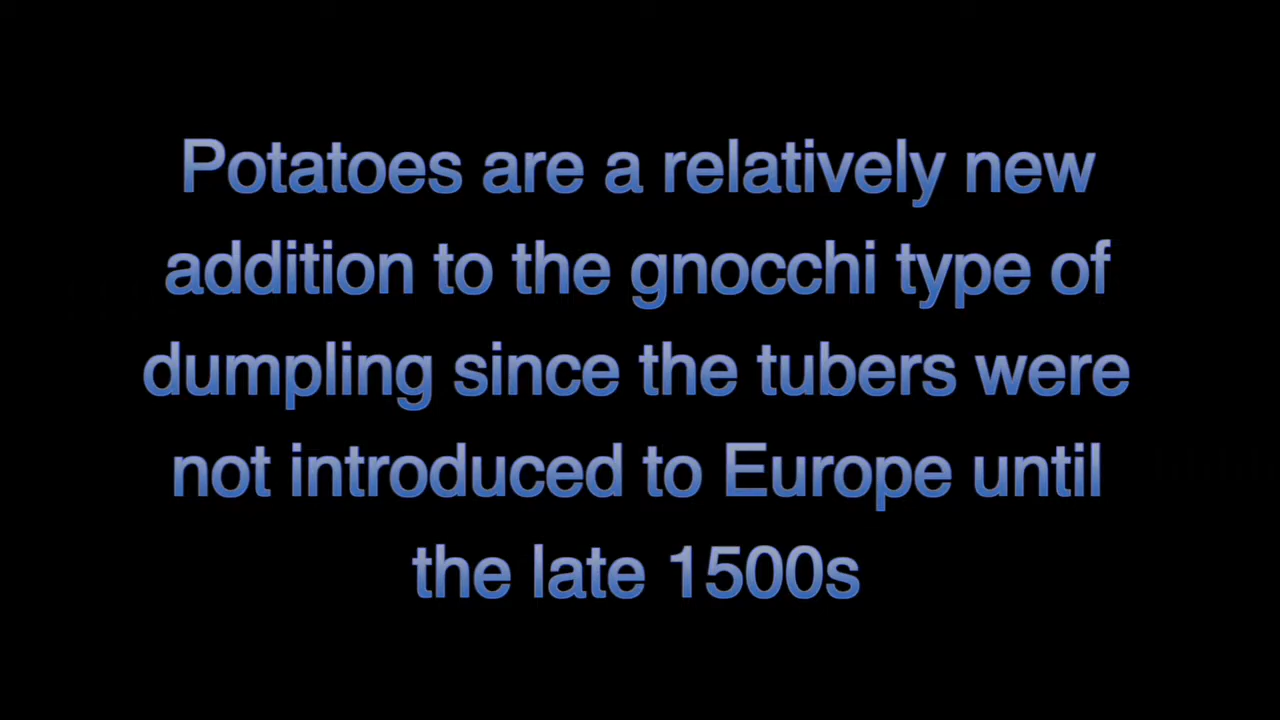 Potatoes are a relatively new
addition to the gnocchi type of
dumpling since the tubers were
not introduced to Europe until
the late 1500s